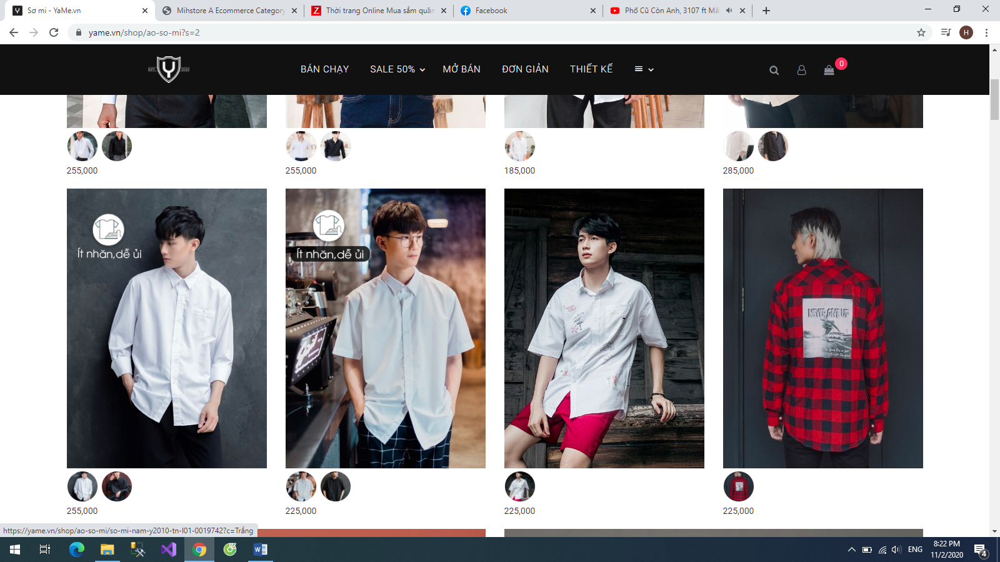 Sơ mi - YaMe.vn
Mihstore A Ecommerce Category
Thời trang Online Mua sắm quần
Facebook
Phố Cũ Còn Anh, 3107 ft Mã
yame.vn/shop/ao-so-mi?s=2
H
EST. Y 2010
BÁN CHẠY
SALE 50%
MỞ BÁN
ĐƠN GIẢN
THIẾT KẾ
0
255,000
255,000
185,000
285,000
Ít nhăn,dễ ủi
Ít nhăn,dễ ủi
NEVER GIVE UP
255,000
225,000
225,000
225,000
https://yame.vn/shop/ao-so-mi/so-mi-nam-y2010-tn-l01-0019742?c=Trắng
ENG
8:22 PM
11/2/2020
4